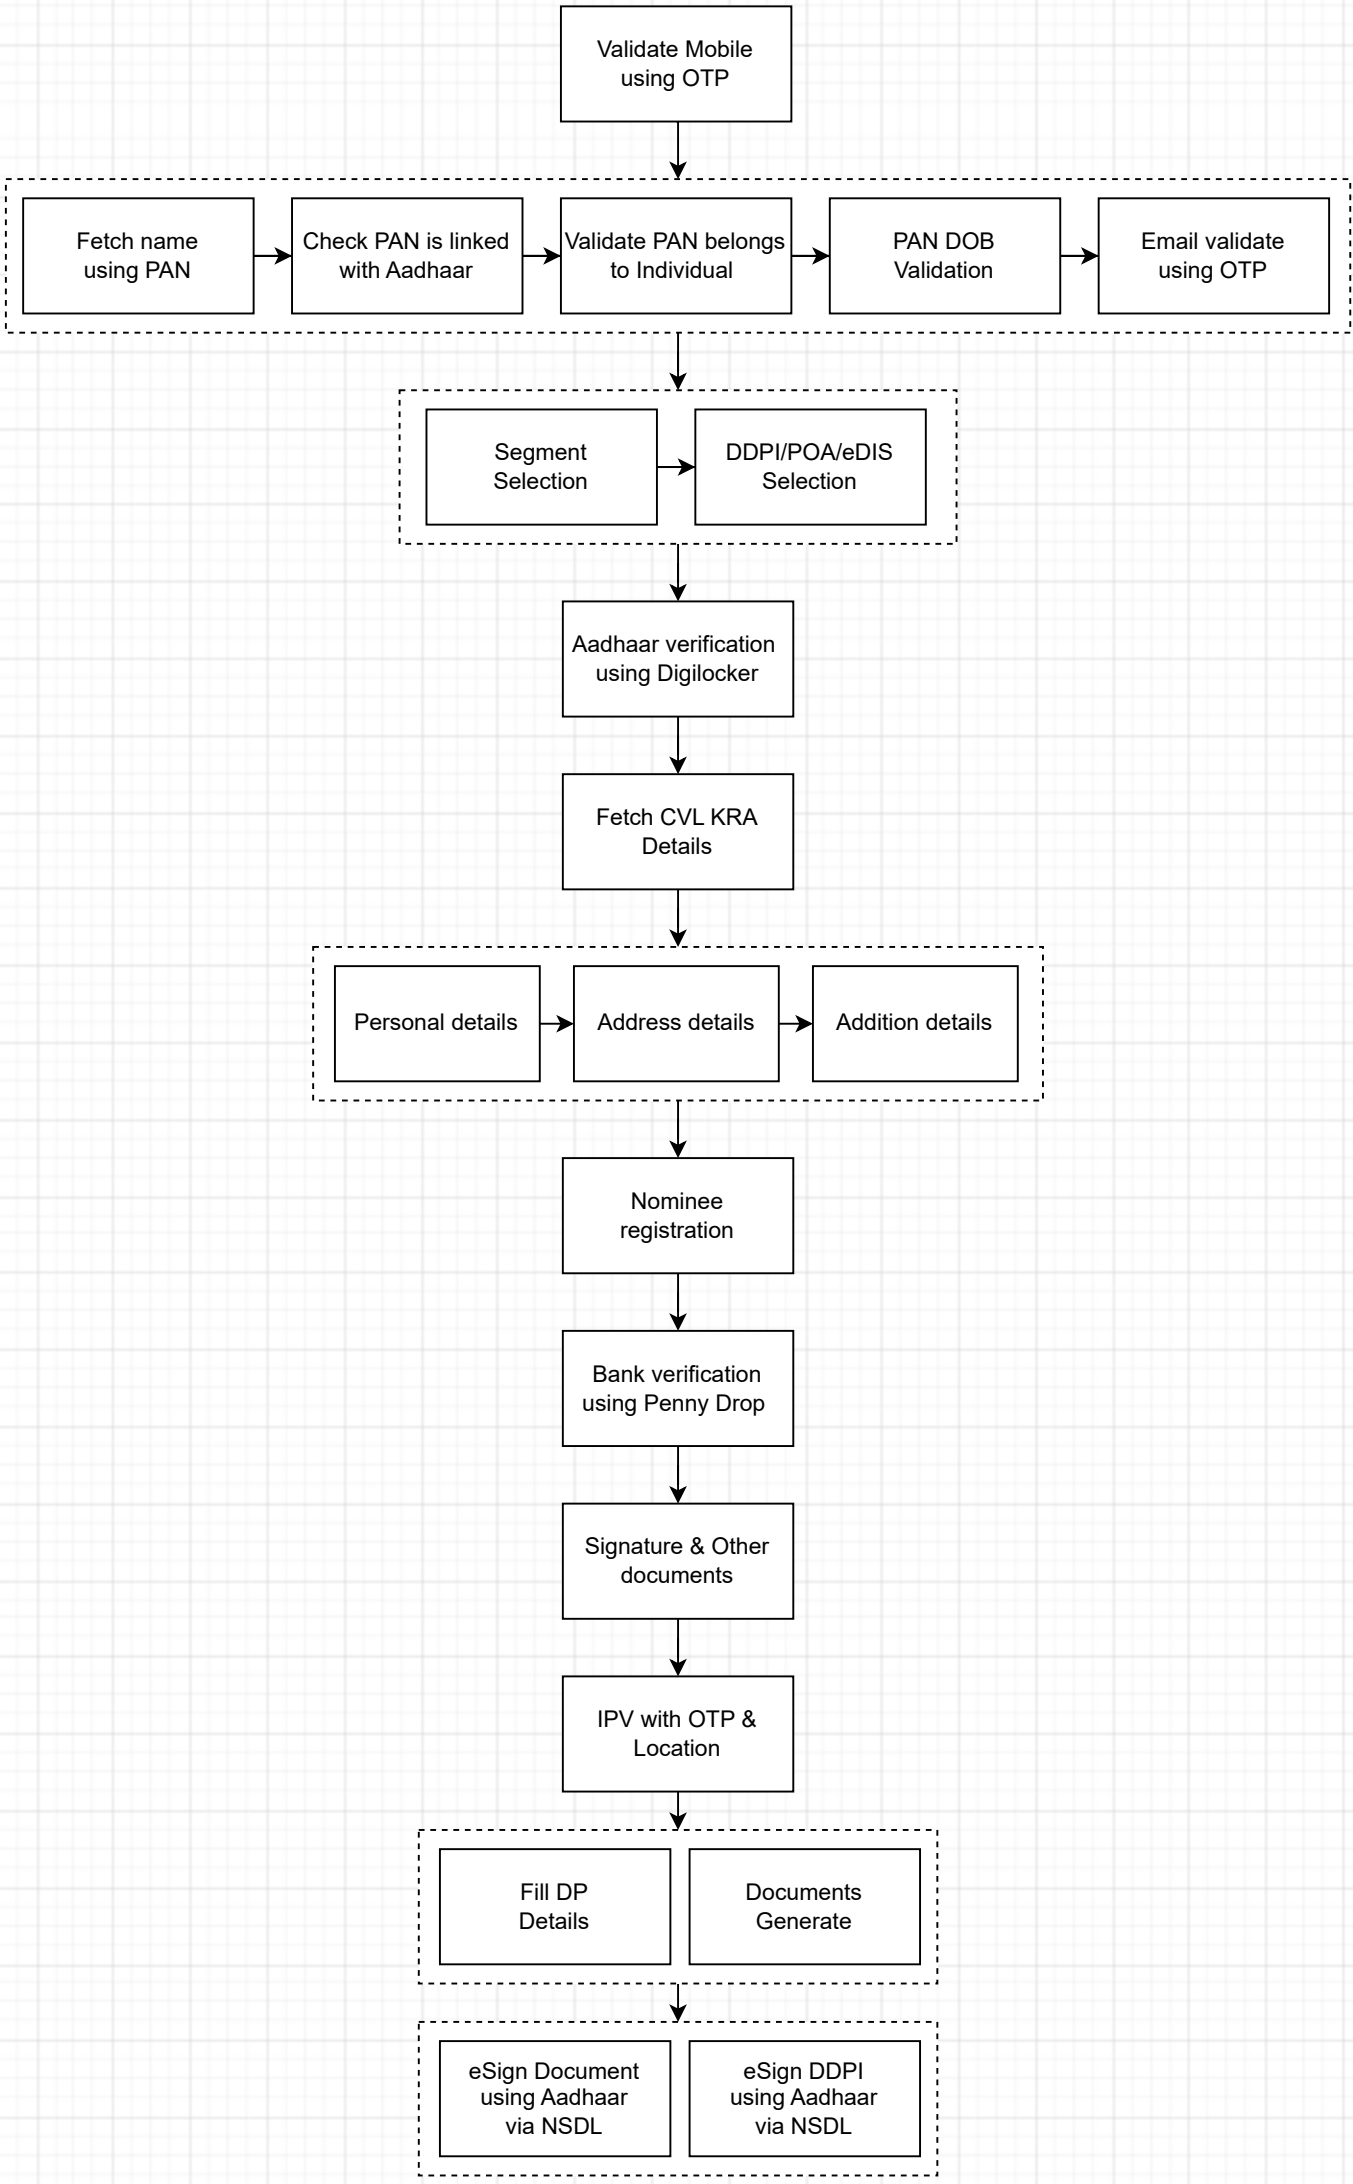 Validate Mobile
using OTP
Fetch name
using PAN
Check PAN is linked
with Aadhaar
Validate PAN belongs
to Individual
PAN DOB
Validation
Email validate
using OTP
Segment
Selection
DDPI/POA/eDIS
Selection
Aadhaar verification
using Digilocker
Fetch CVL KRA
Details
Personal details
Address details
Addition details
Nominee
registration
Bank verification
using Penny Drop
Signature & Other
documents
IPV with OTP &
Location
Fill DP
Details
Documents
Generate
eSign Document
using Aadhaar
via NSDL
eSign DDPI
using Aadhaar
via NSDL